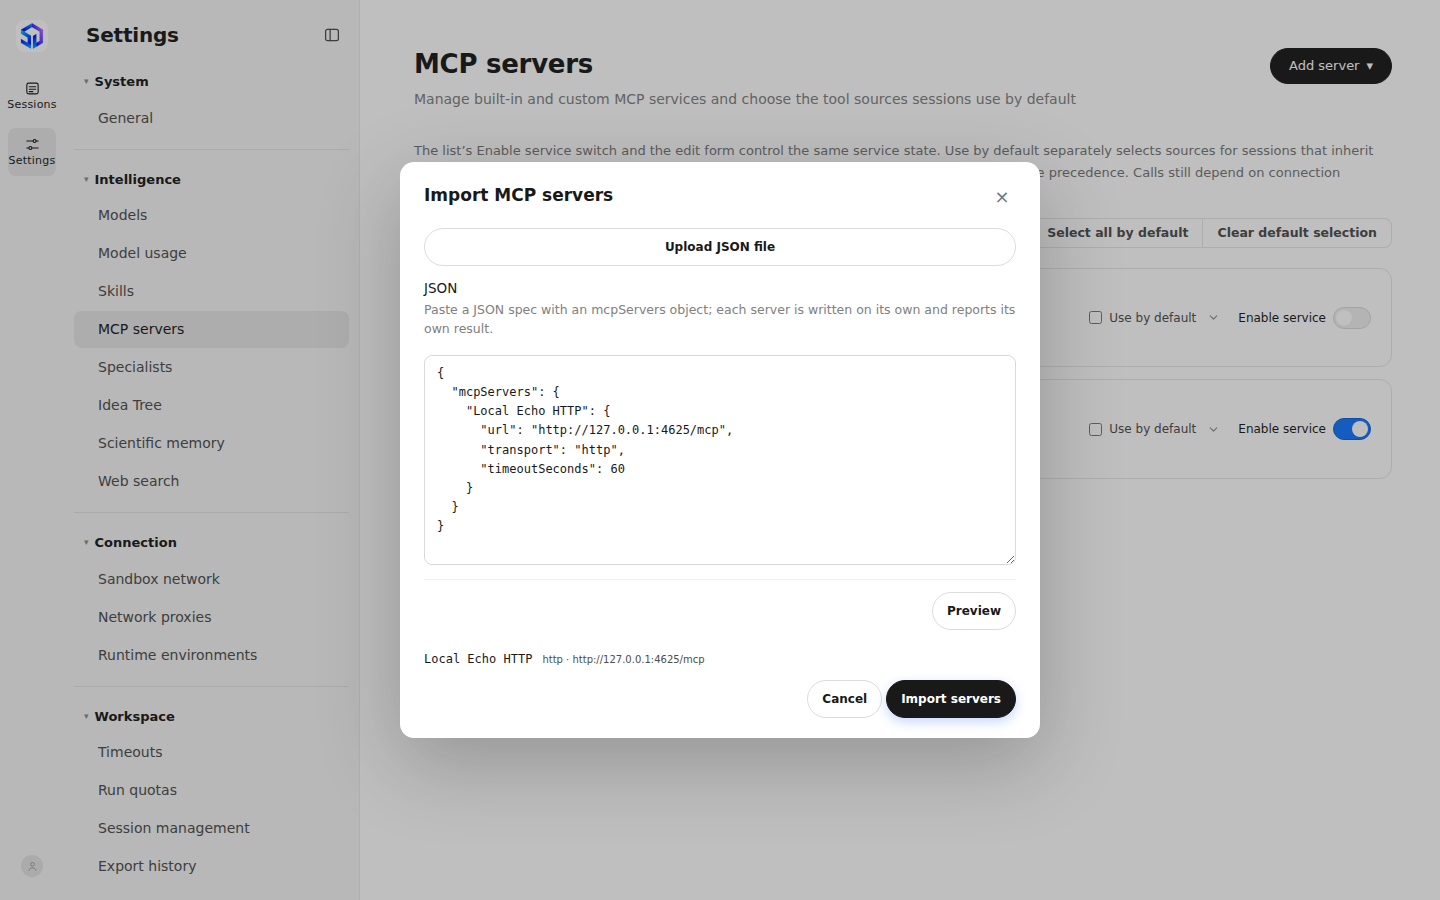 Settings
Sessions
Settings
System
General
Intelligence
Models
Model usage
Skills
MCP servers
Specialists
Idea Tree
Scientific memory
Web search
Connection
Sandbox network
Network proxies
Runtime environments
Workspace
Timeouts
Run quotas
Session management
Export history
MCP servers
Add server ▾
Manage built-in and custom MCP services and choose the tool sources sessions use by default
The list’s Enable service switch and the edit form control the same service state. Use by default separately selects sources for sessions that inherit
precedence. Calls still depend on connection
Select all by default
Clear default selection
Use by default
Enable service
Use by default
Enable service
Import MCP servers
Upload JSON file
JSON
Paste a JSON spec with an mcpServers object; each server is written on its own and reports its
own result.
{
"mcpServers": {
"Local Echo HTTP": {
"url": "http://127.0.0.1:4625/mcp",
"transport": "http",
"timeoutSeconds": 60
}
}
}
Preview
Local Echo HTTP http · http://127.0.0.1:4625/mcp
Cancel
Import servers